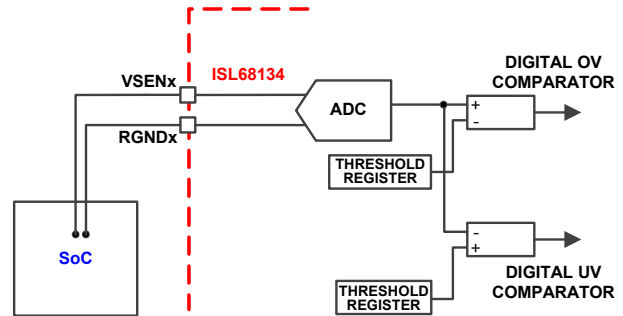 VSENx
ISL68134
DIGITAL OV
COMPARATOR
ADC
+
-
RGNDx
THRESHOLD
REGISTER
SoC
-
+
DIGITAL UV
COMPARATOR
THRESHOLD
REGISTER